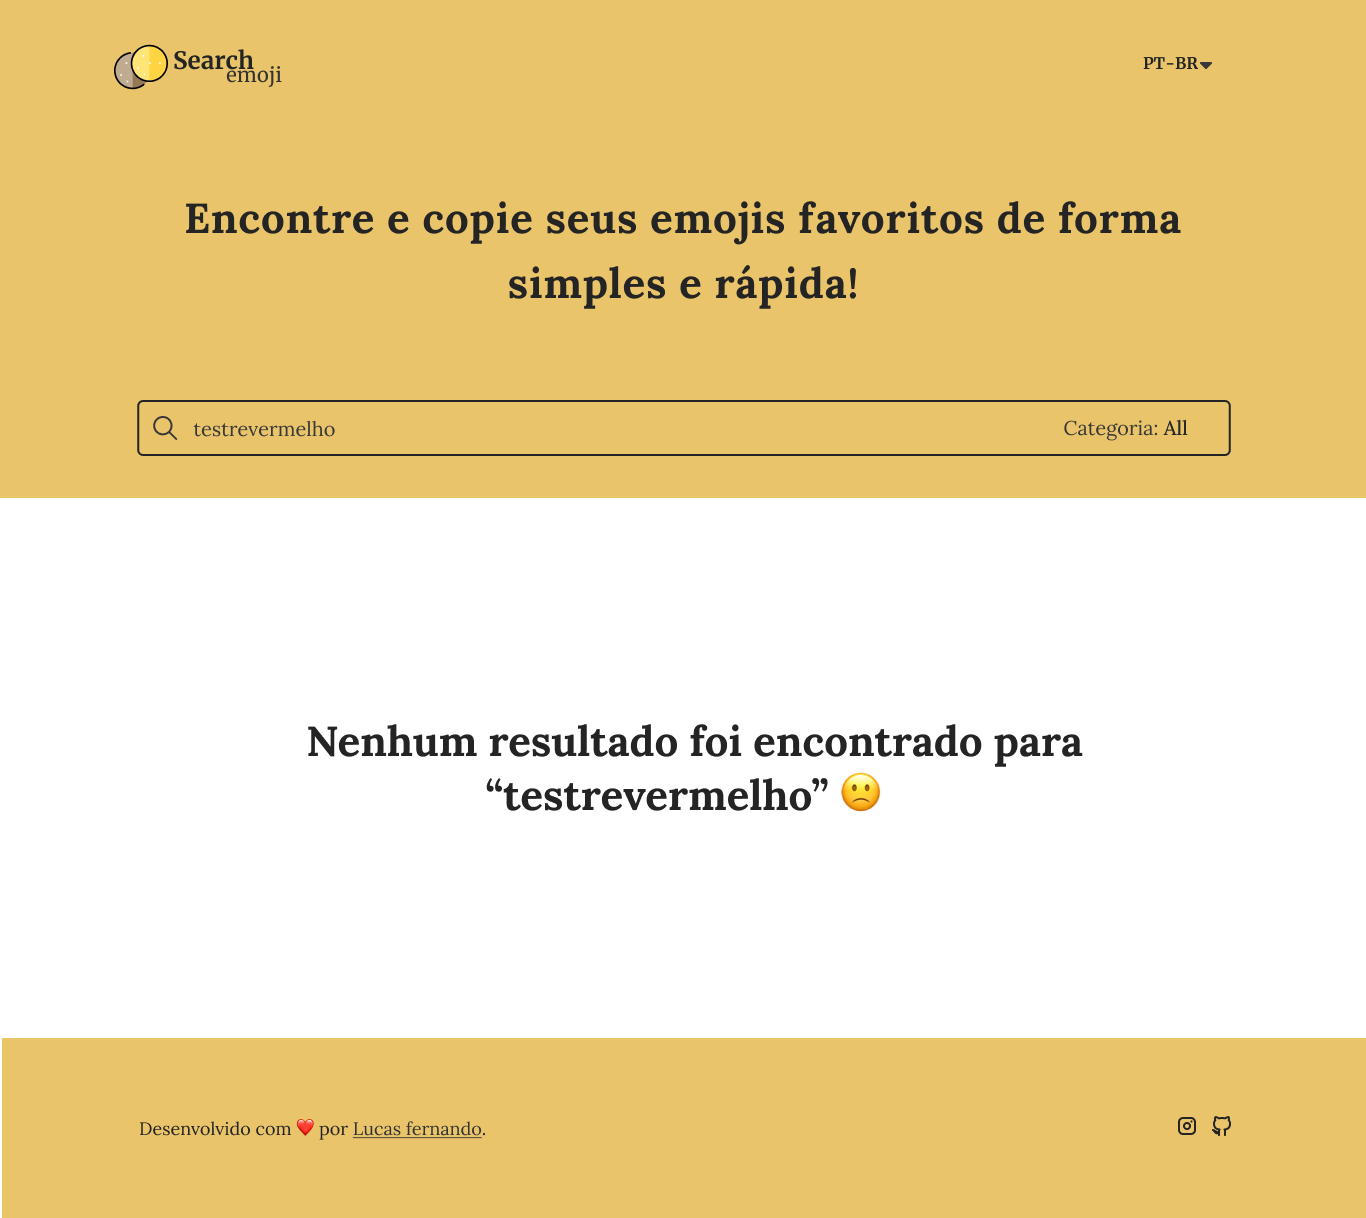 Search
emoji
PT-BR
Encontre e copie seus emojis favoritos de forma
simples e rápida!
testrevermelho
Categoria: All
Nenhum resultado foi encontrado para
“testrevermelho” 🙁
Desenvolvido com ❤️ por Lucas fernando.